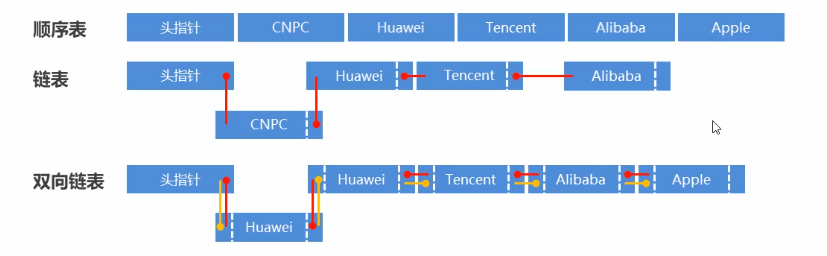 顺序表 头指针 CNPC Huawei Tencent Alibaba Apple
链表 头指针 Huawei Tencent Alibaba
CNPC
双向链表 头指针 Huawei Tencent Alibaba Apple
Huawei